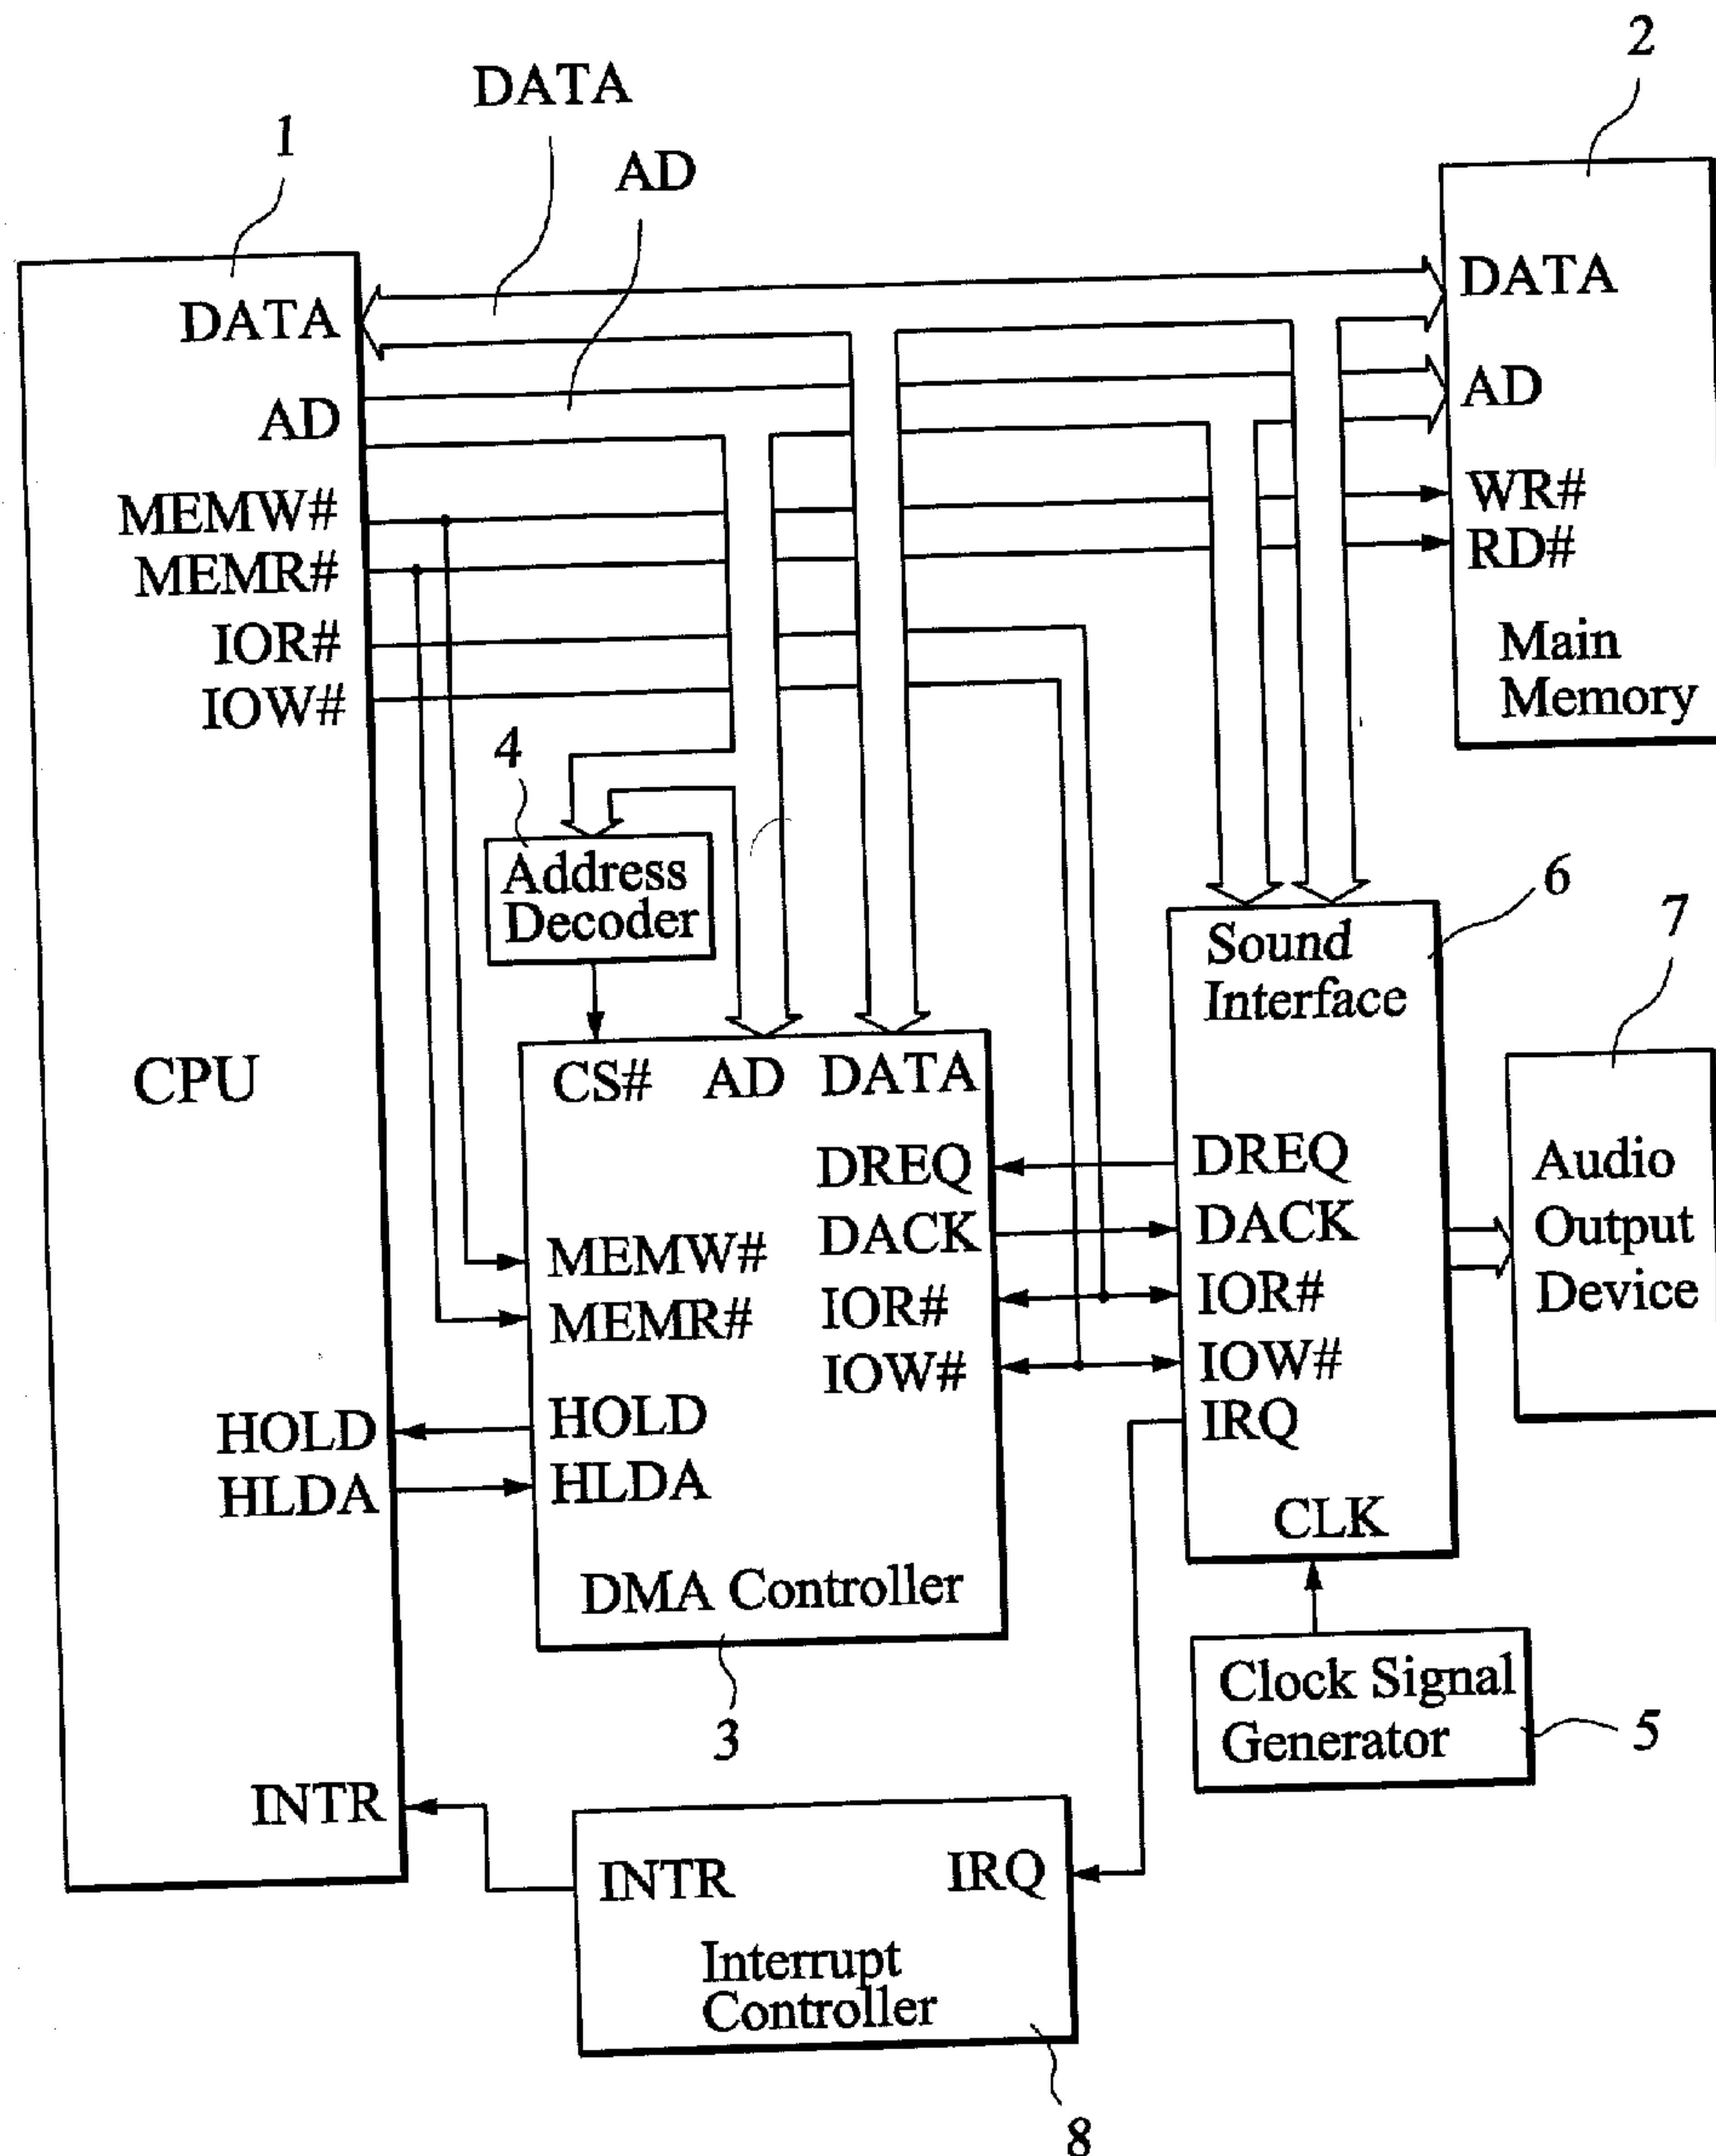 2
DATA
1
AD
DATA
DATA
AD
AD
MEMW#
WR#
MEMR#
RD#
IOR#
Main
IOW#
Memory
4
Address
Decoder
6
7
Sound
Interface
CPU
CS# AD DATA
DREQ
DREQ
Audio
DACK
DACK
Output
MEMW#
IOR#
IOR#
Device
MEMR#
IOW#
IOW#
HOLD
HOLD
IRQ
HLDA
HLDA
CLK
DMA Controller
3
Clock Signal
Generator
5
INTR
INTR
IRQ
Interrupt
Controller
8